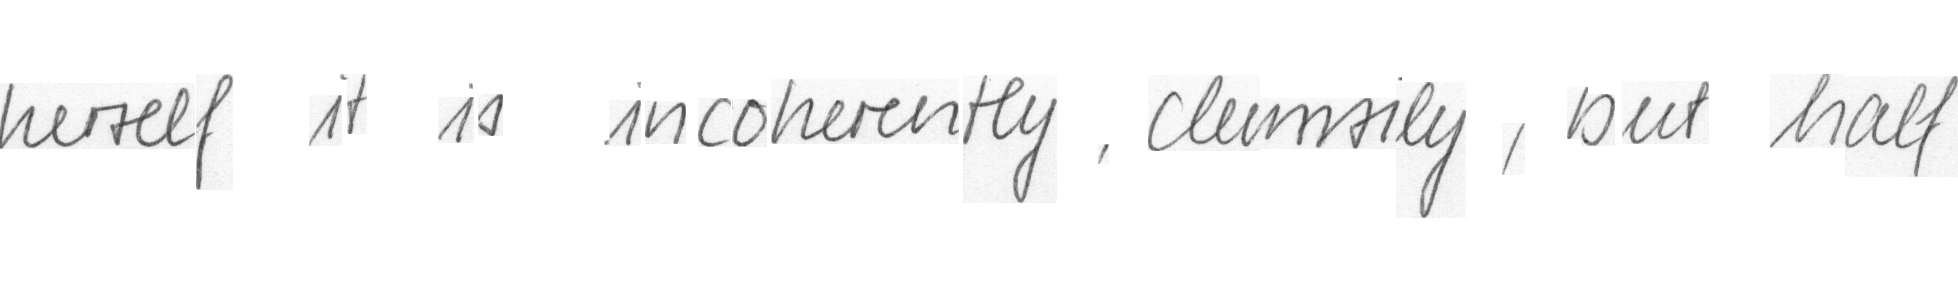 herself it is incoherently , clumsily , but half